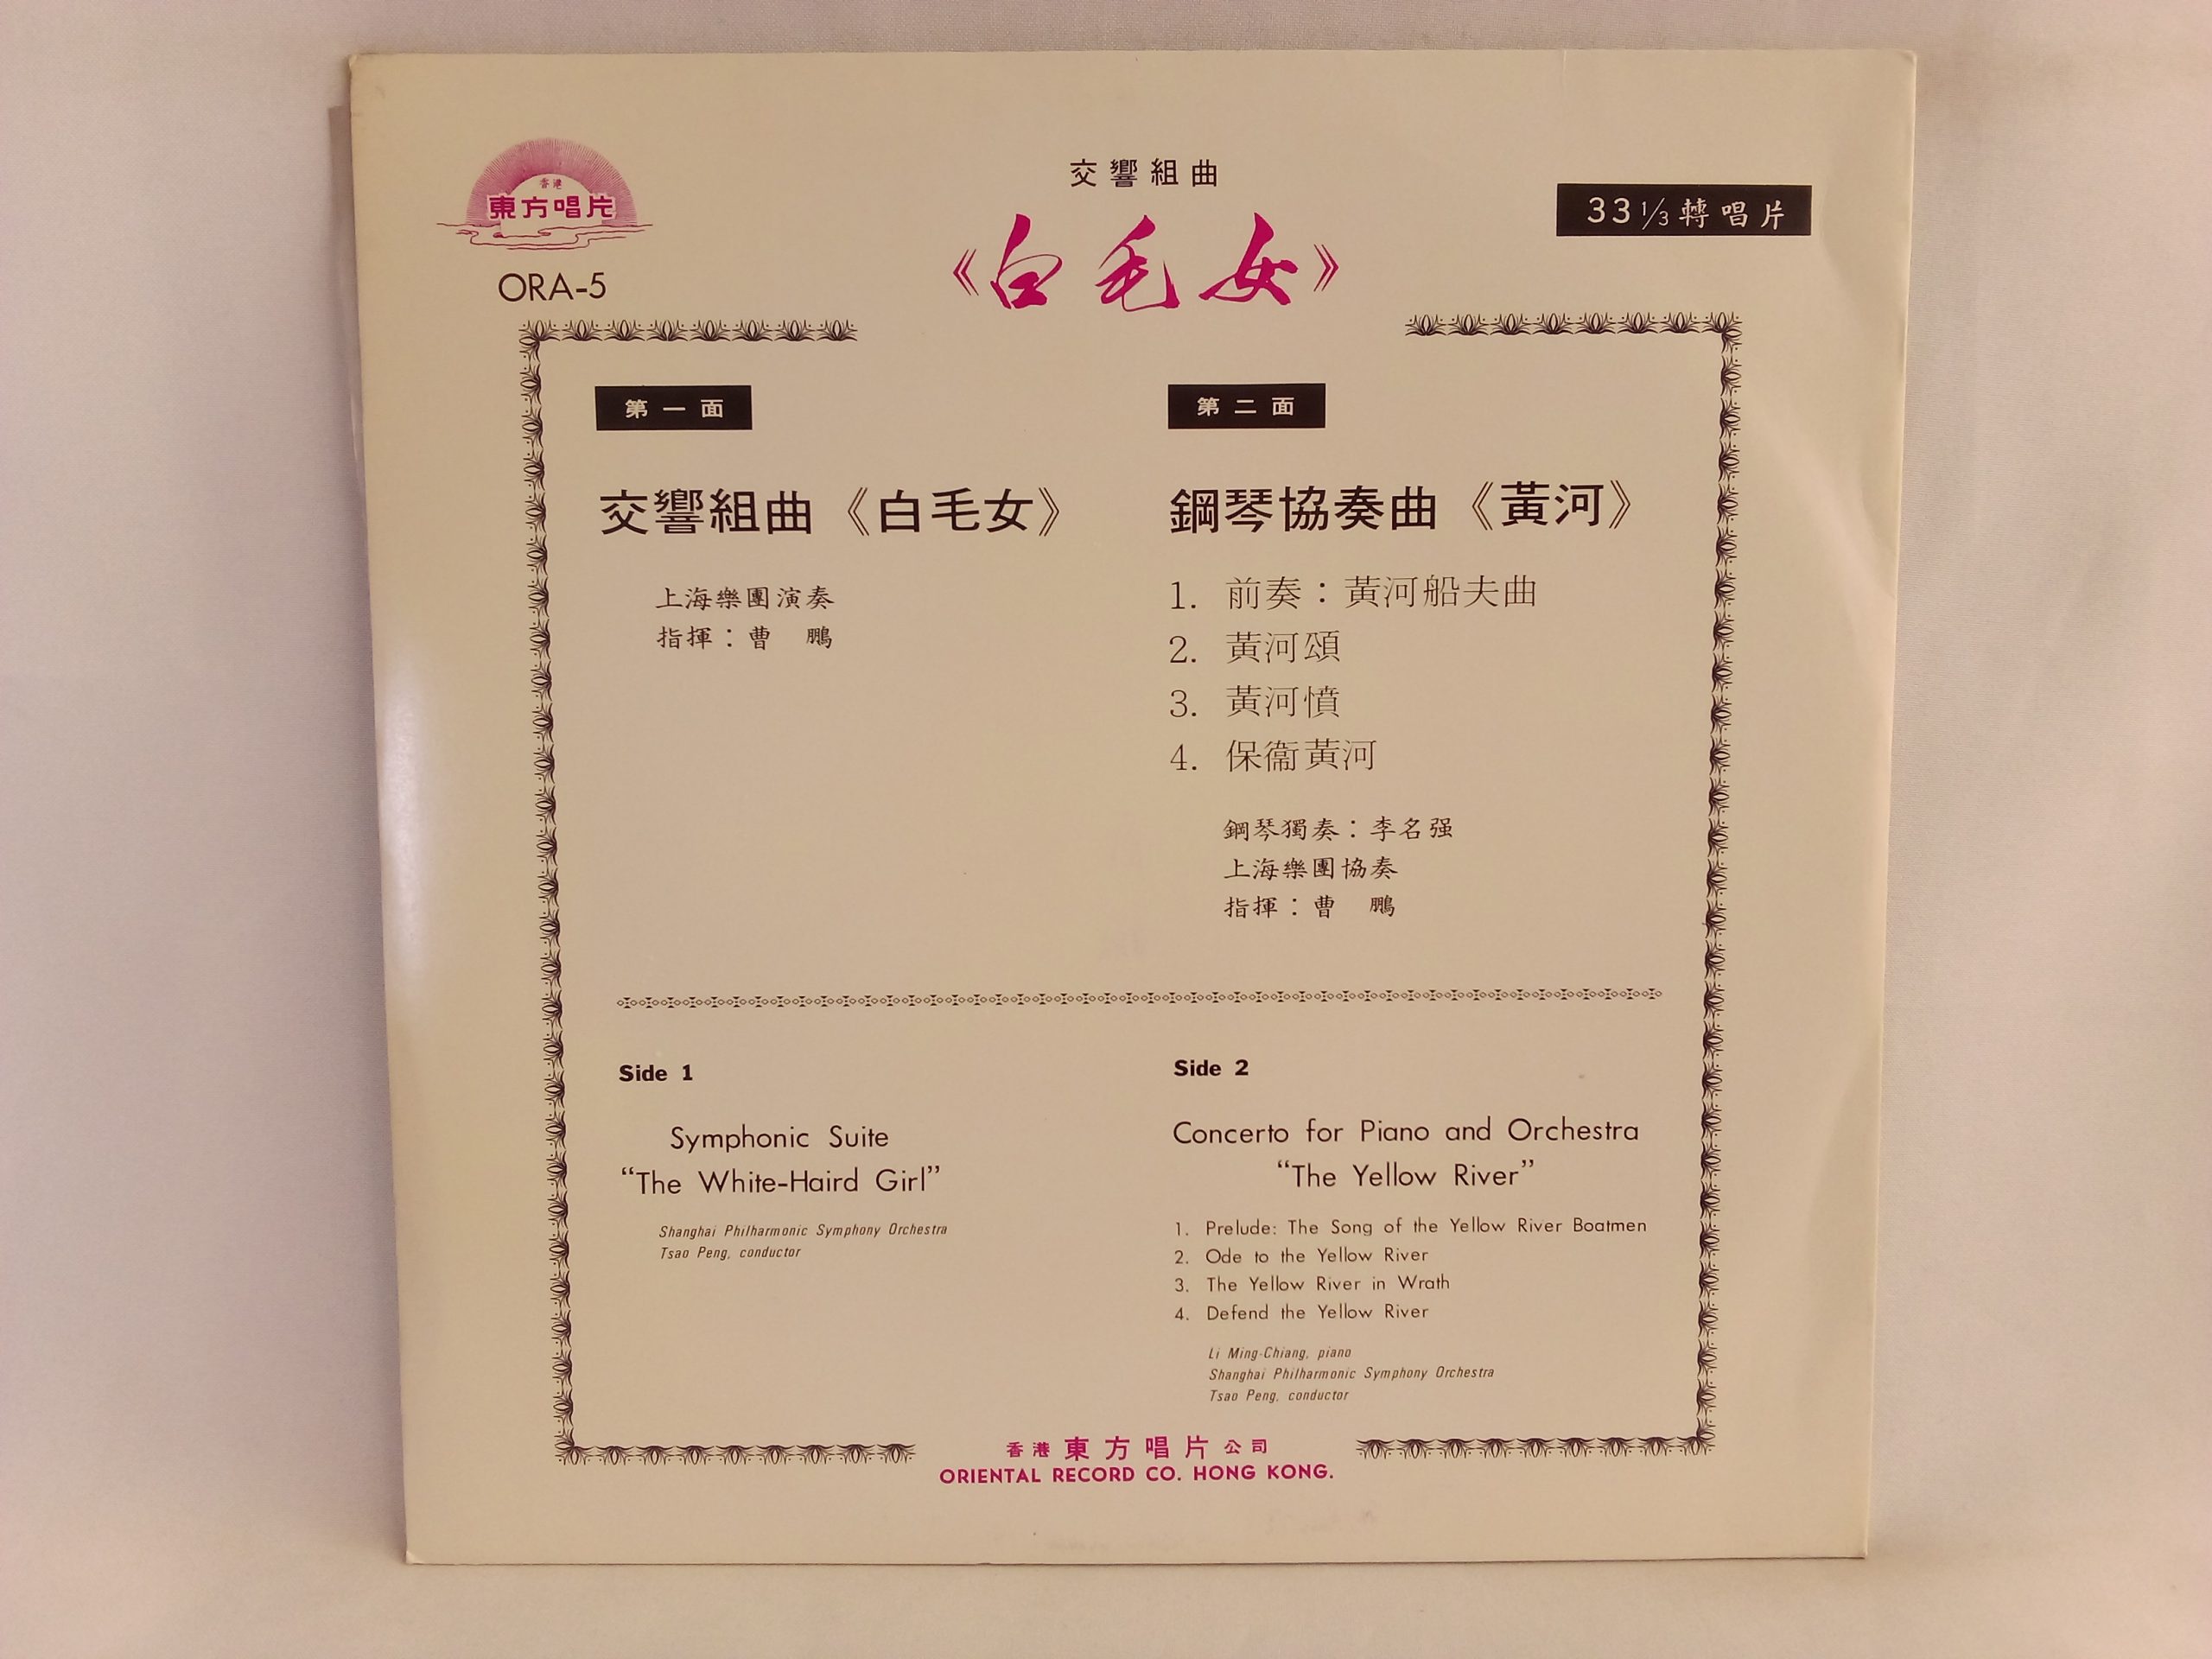 香港
東方唱片
ORA-5
交響組曲
《白毛女》
33 1/3 轉唱片
第一面
交響組曲《白毛女》
上海樂團演奏
指揮：曹　鵬
第二面
鋼琴協奏曲《黃河》
1. 前奏：黃河船夫曲
2. 黃河頌
3. 黃河憤
4. 保衞黃河
鋼琴獨奏：李名强
上海樂團協奏
指揮：曹　鵬
Side 1
Symphonic Suite
“The White-Haird Girl”
Shanghai Philharmonic Symphony Orchestra
Tsao Peng, conductor
Side 2
Concerto for Piano and Orchestra
“The Yellow River”
1. Prelude: The Song of the Yellow River Boatmen
2. Ode to the Yellow River
3. The Yellow River in Wrath
4. Defend the Yellow River
Li Ming-Chiang, piano
Shanghai Philharmonic Symphony Orchestra
Tsao Peng, conductor
香港東方唱片公司
ORIENTAL RECORD CO. HONG KONG.